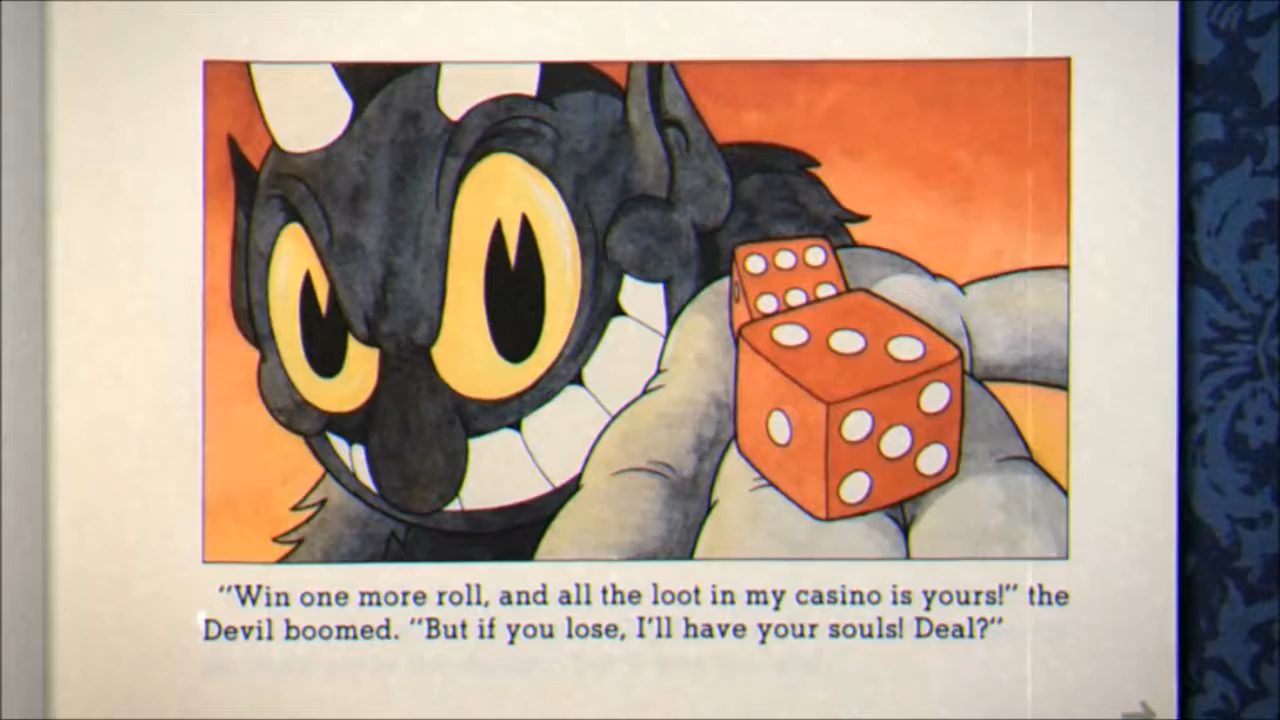 “Win one more roll, and all the loot in my casino is yours!” the
Devil boomed. “But if you lose, I’ll have your souls! Deal?“